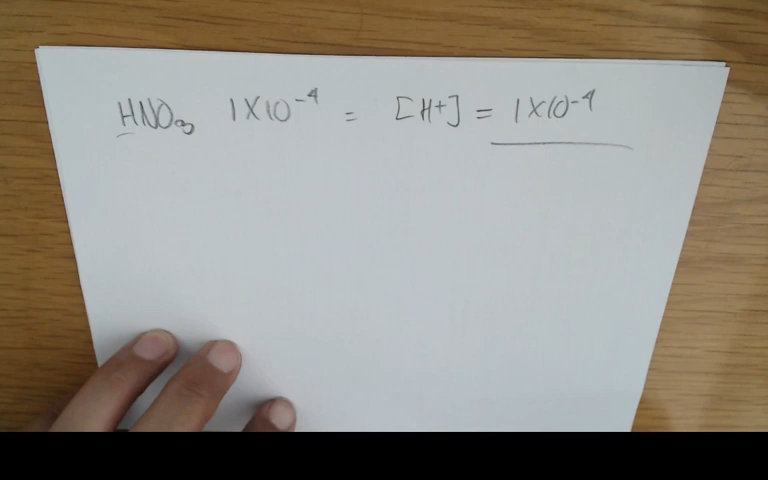 HNO₃ 1X10⁻⁴ = [H+] = 1X10⁻⁴